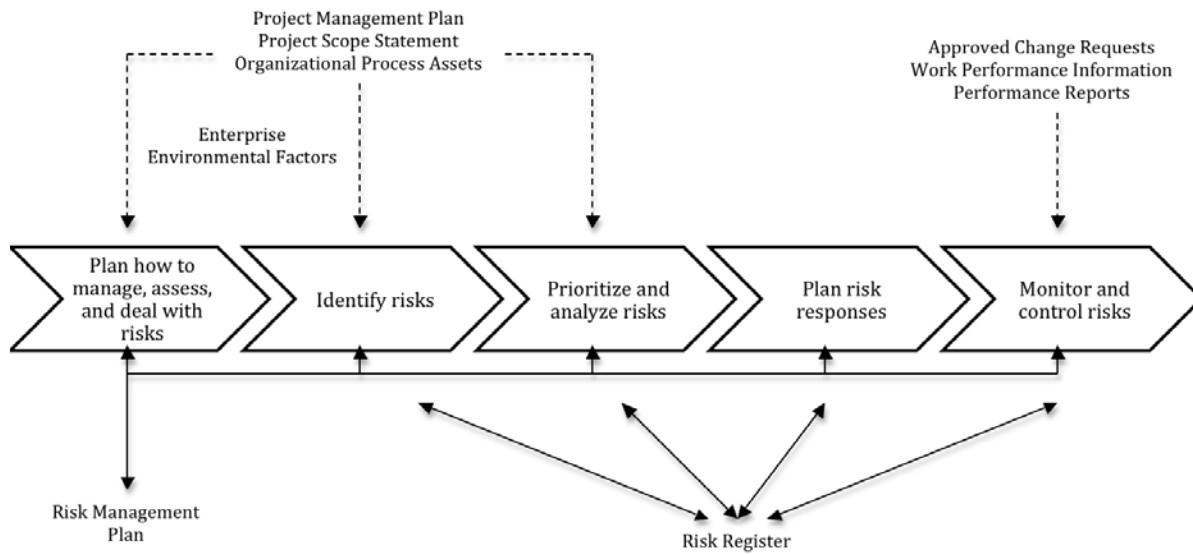 Project Management Plan
Project Scope Statement
Organizational Process Assets
Approved Change Requests
Work Performance Information
Performance Reports
Enterprise
Environmental Factors
Plan how to
manage, assess,
and deal with
risks
Identify risks
Prioritize and
analyze risks
Plan risk
responses
Monitor and
control risks
Risk Management
Plan
Risk Register